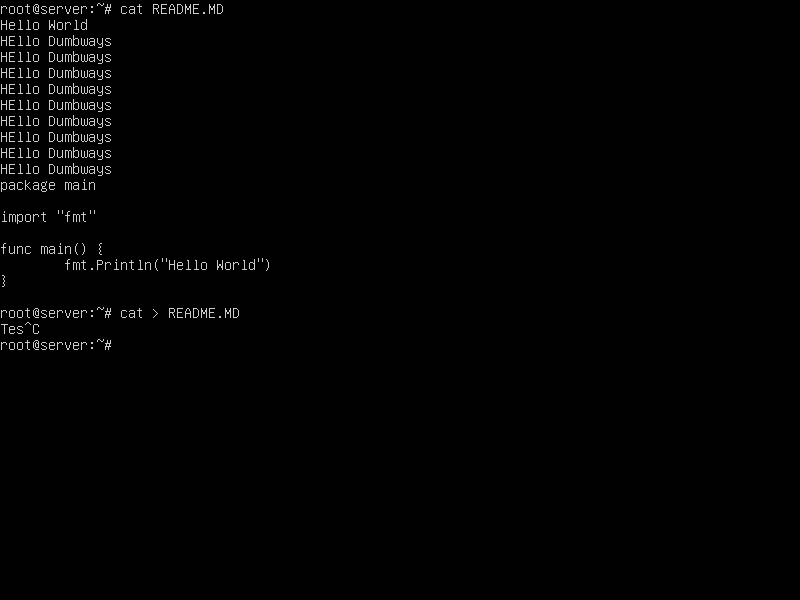 root@server:~# cat README.MD
Hello World
HEllo Dumbways
HEllo Dumbways
HEllo Dumbways
HEllo Dumbways
HEllo Dumbways
HEllo Dumbways
HEllo Dumbways
HEllo Dumbways
HEllo Dumbways
package main

import "fmt"

func main() {
        fmt.Println("Hello World")
}

root@server:~# cat > README.MD
Tes^C
root@server:~#